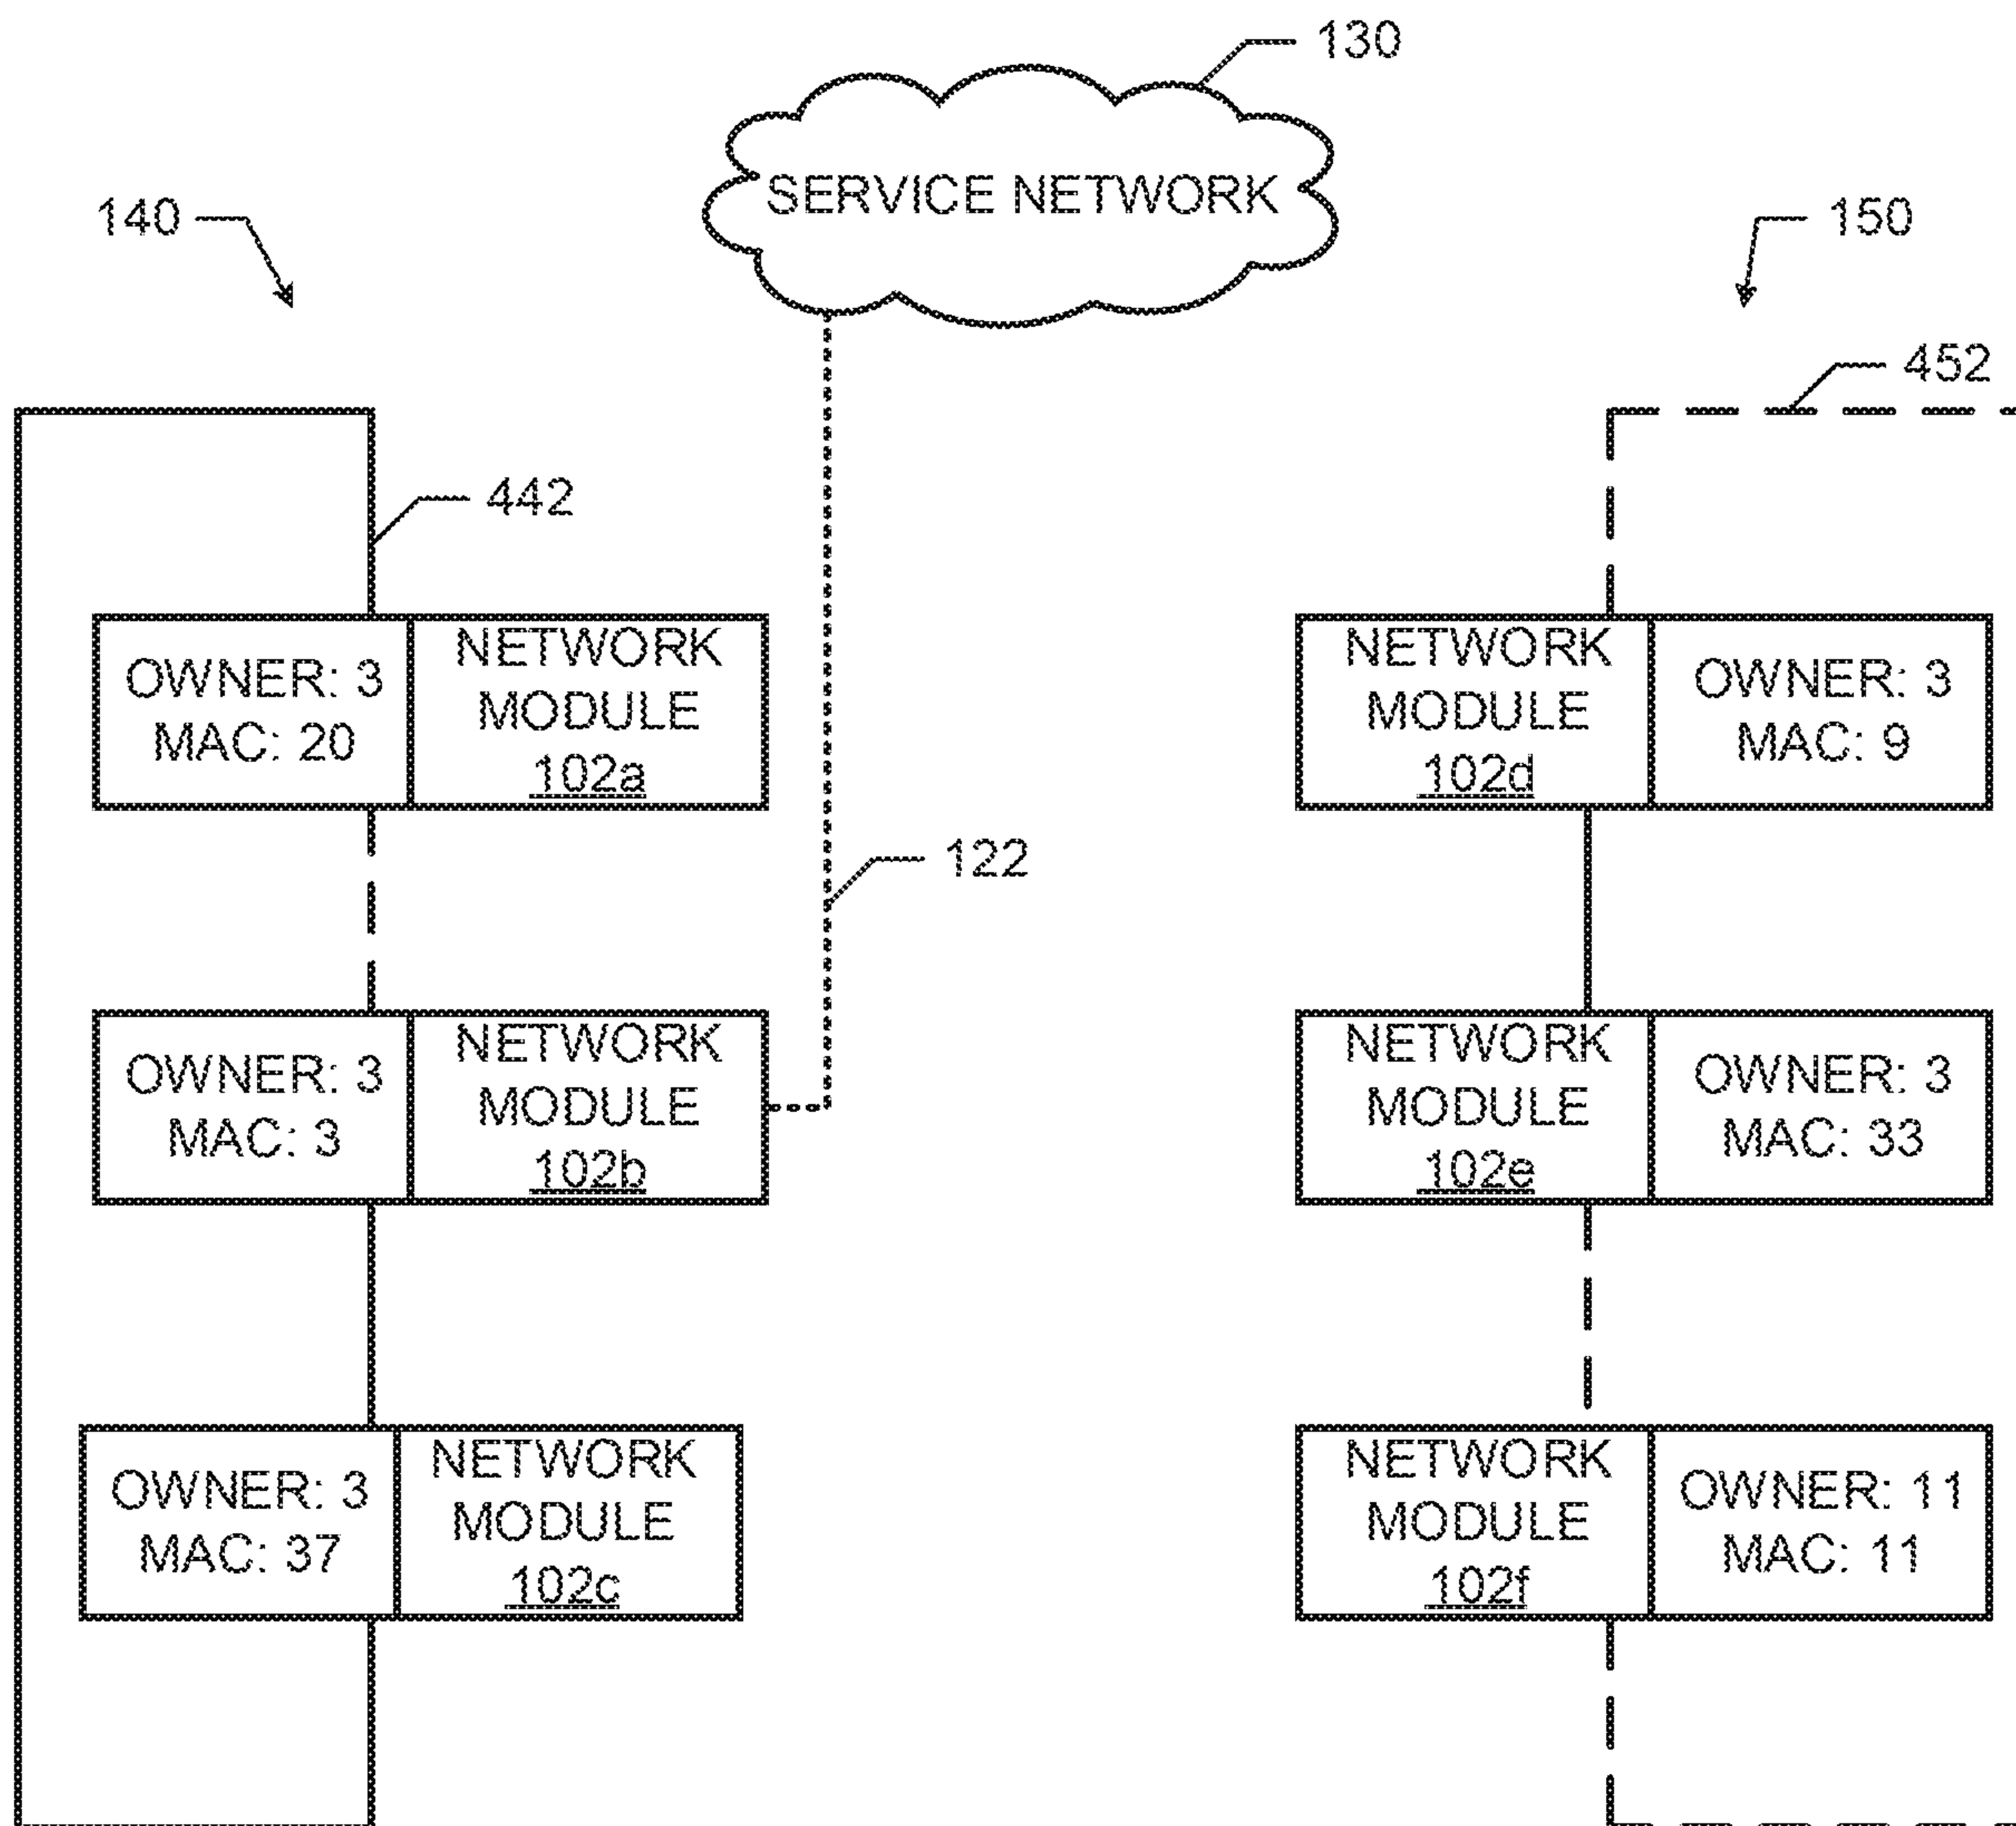 130
SERVICE NETWORK
140
150
452
442
OWNER: 3
MAC: 20
NETWORK
MODULE
102a
NETWORK
MODULE
102d
OWNER: 3
MAC: 9
122
OWNER: 3
MAC: 3
NETWORK
MODULE
102b
NETWORK
MODULE
102e
OWNER: 3
MAC: 33
OWNER: 3
MAC: 37
NETWORK
MODULE
102c
NETWORK
MODULE
102f
OWNER: 11
MAC: 11